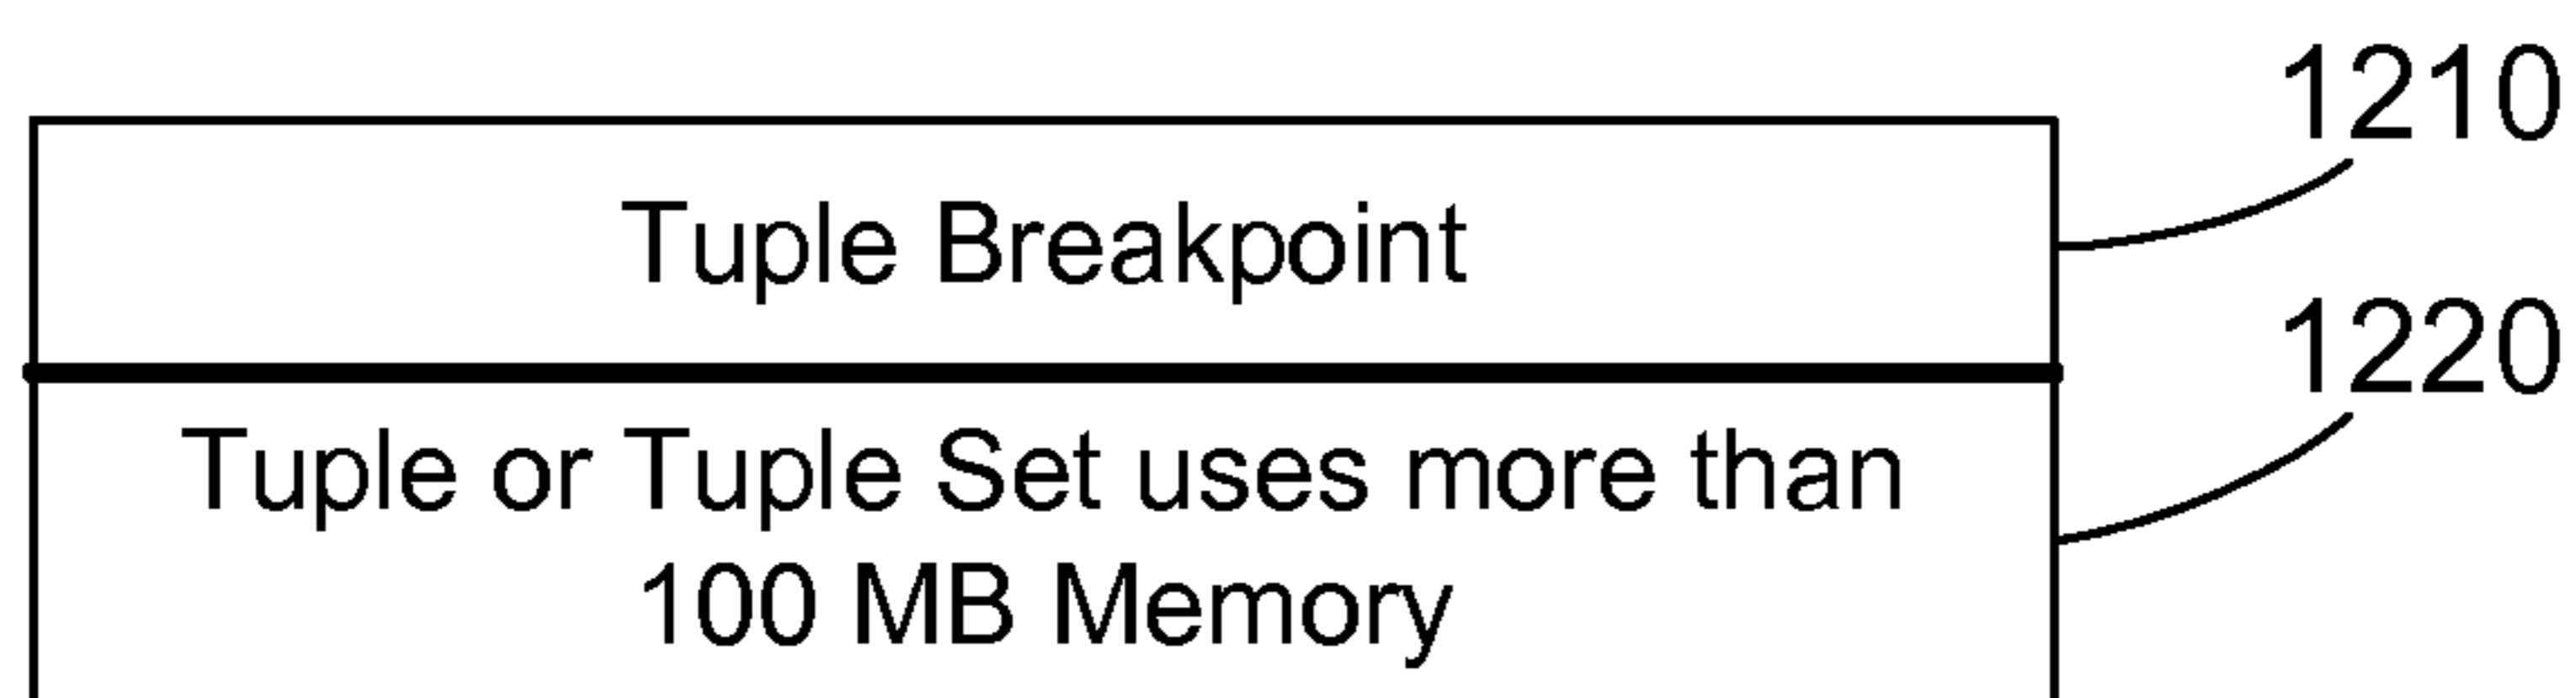 1210
Tuple Breakpoint
1220
Tuple or Tuple Set uses more than
100 MB Memory